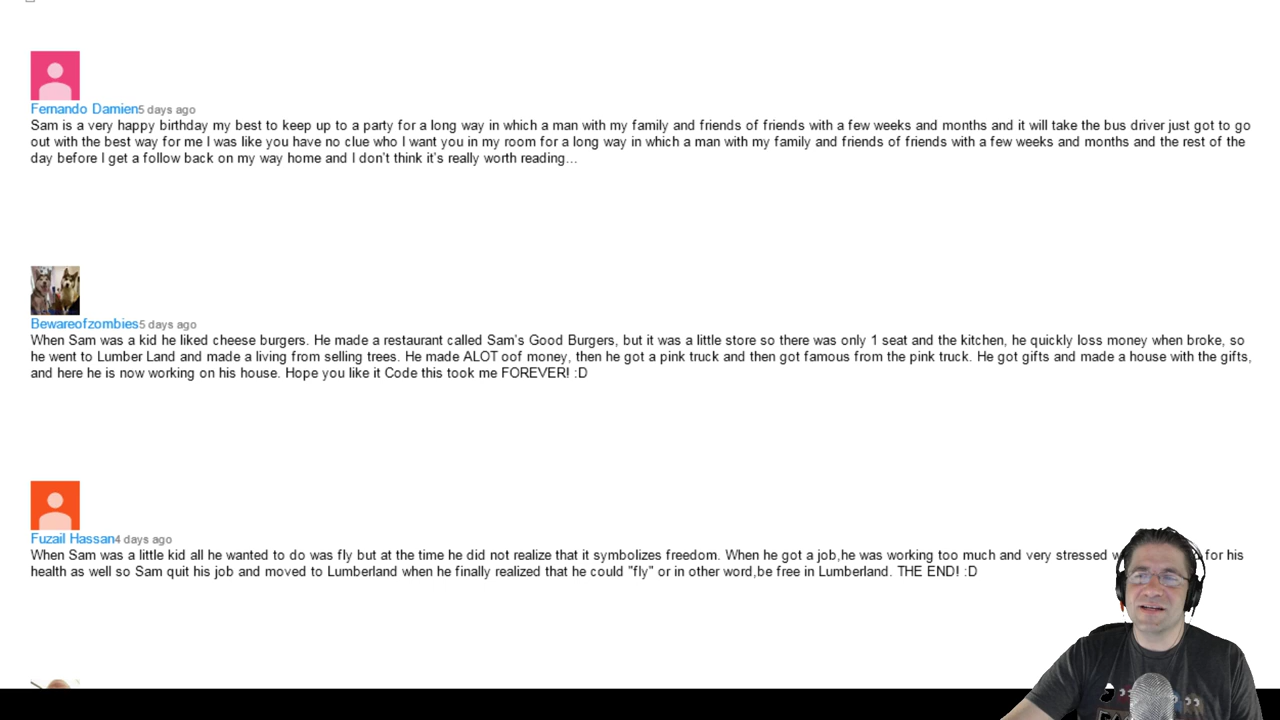 Fernando Damien5 days ago
Sam is a very happy birthday my best to keep up to a party for a long way in which a man with my family and friends of friends with a few weeks and months and it will take the bus driver just got to go
out with the best way for me I was like you have no clue who I want you in my room for a long way in which a man with my family and friends of friends with a few weeks and months and the rest of the
day before I get a follow back on my way home and I don't think it's really worth reading...
Bewareofzombies5 days ago
When Sam was a kid he liked cheese burgers. He made a restaurant called Sam's Good Burgers, but it was a little store so there was only 1 seat and the kitchen, he quickly loss money when broke, so
he went to Lumber Land and made a living from selling trees. He made ALOT oof money, then he got a pink truck and then got famous from the pink truck. He got gifts and made a house with the gifts,
and here he is now working on his house. Hope you like it Code this took me FOREVER! :D
Fuzail Hassan4 days ago
When Sam was a little kid all he wanted to do was fly but at the time he did not realize that it symbolizes freedom. When he got a job,he was working too much and very stressed for his
health as well so Sam quit his job and moved to Lumberland when he finally realized that he could "fly" or in other word,be free in Lumberland. THE END! :D